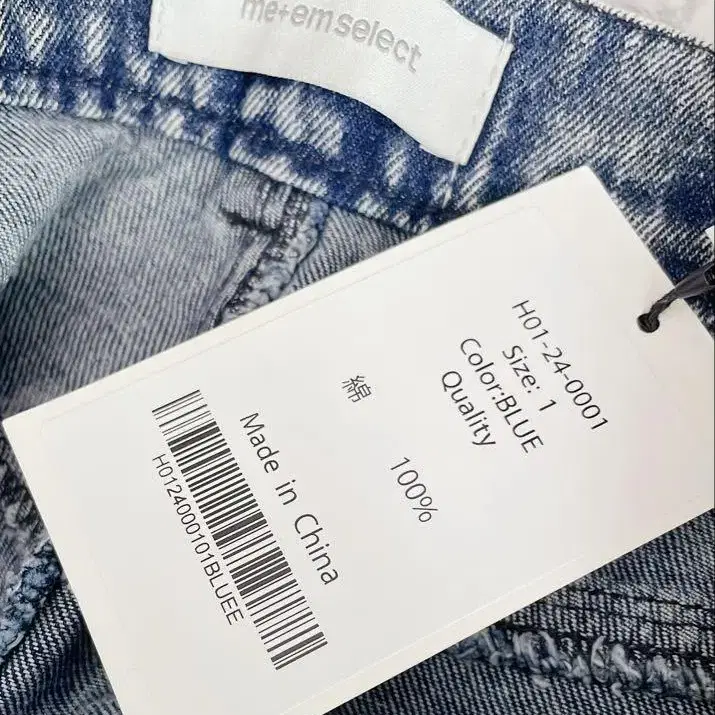 me+em select
H01-24-0001
Size: 1
Color:BLUE
Quality
綿 100%
Made in China
H0124000101BLUEE